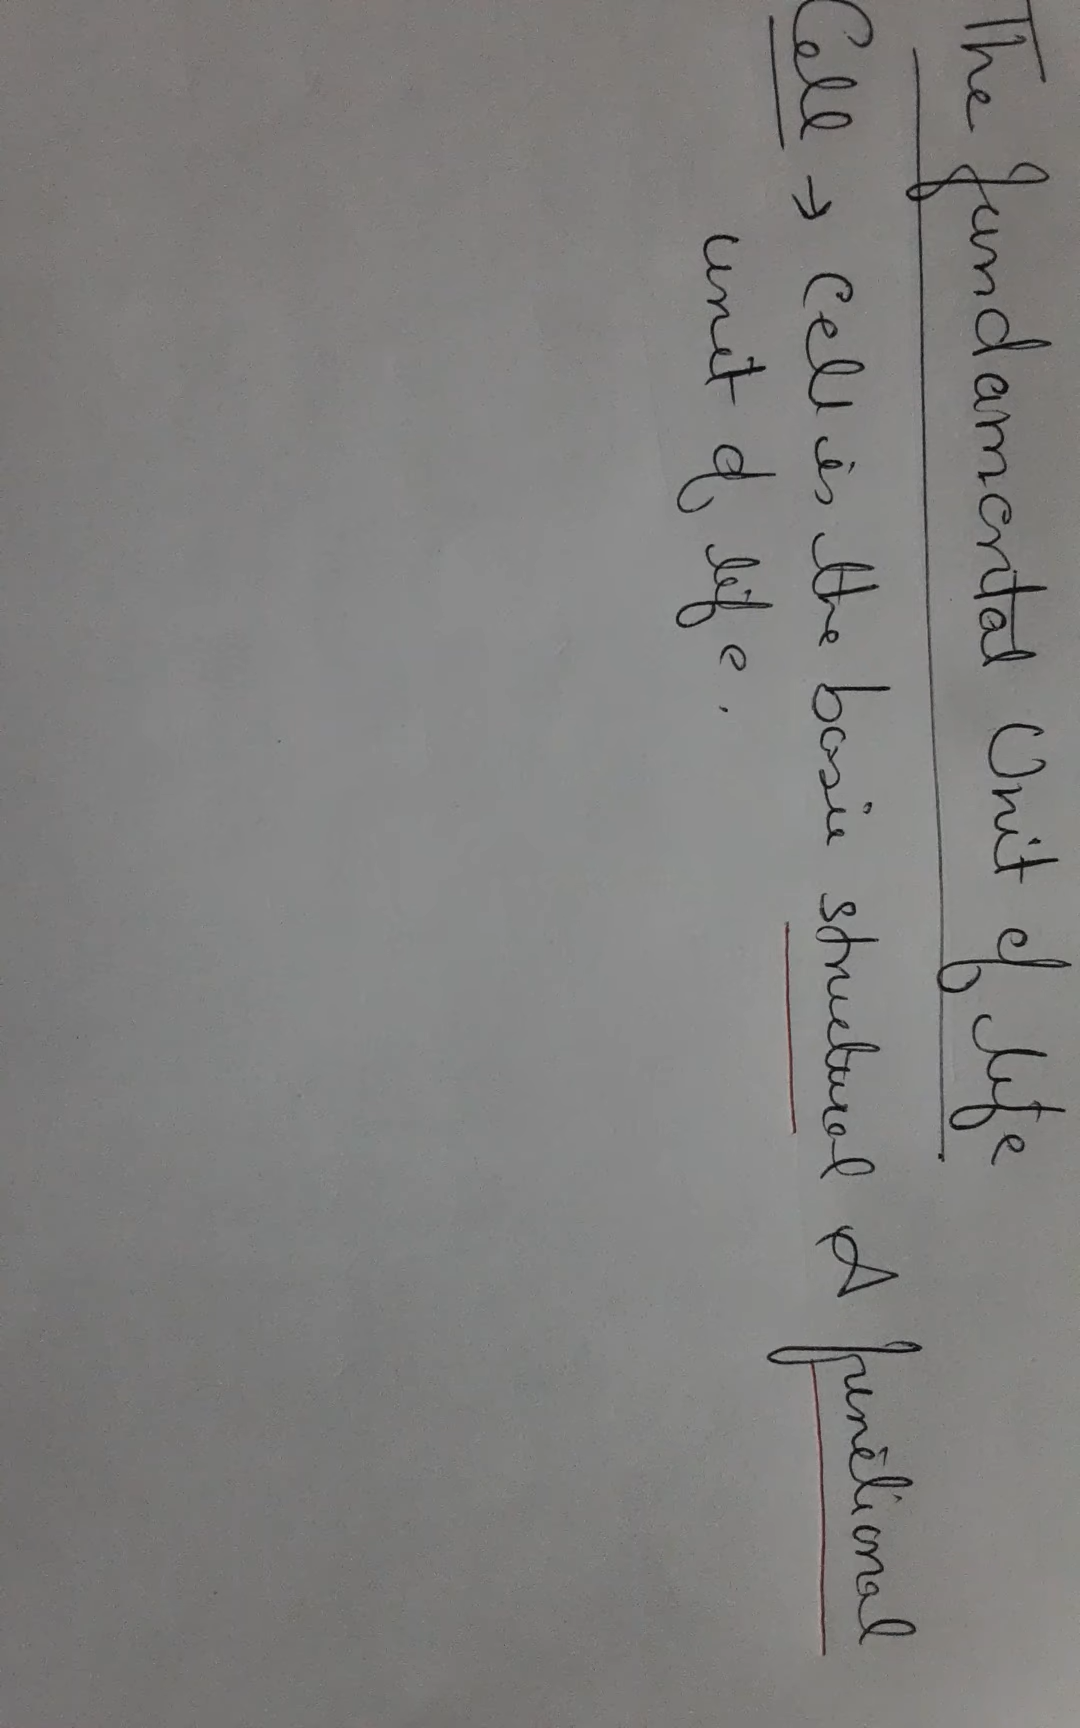 The fundamental Unit of life
Cell → Cell is the basic structural & functional
unit of life.